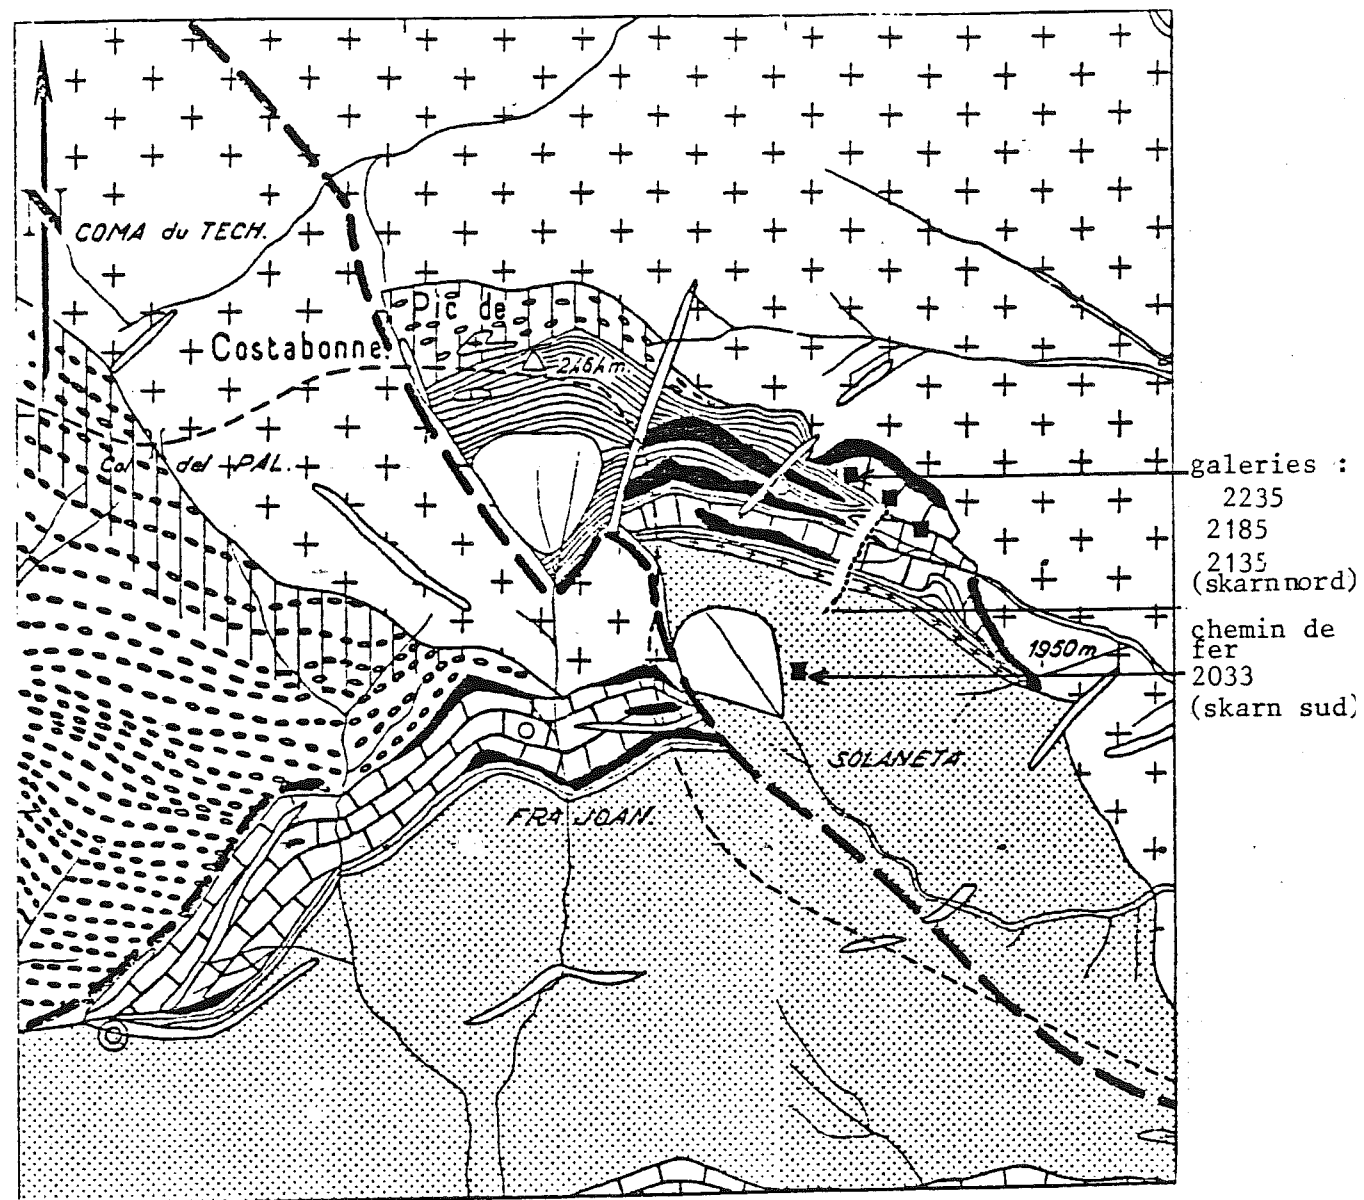 COMA du TECH.
Pic de
Costabonne.
Col del PAL.
galeries :
2235
2185
2135
(skarn nord)
chemin de
fer
1950m
2033
(skarn sud)
SOLANETA
FRA JOAN.